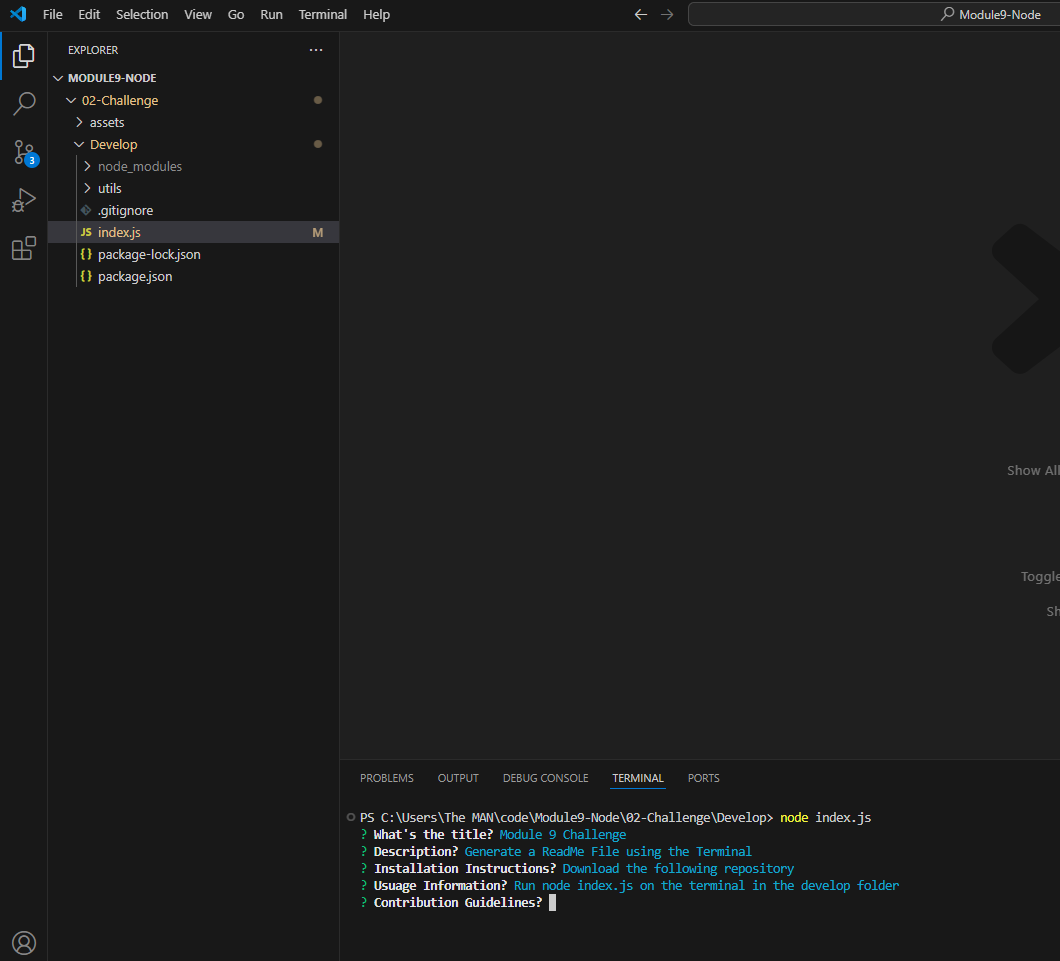 File Edit Selection View Go Run Terminal Help
Module9-Node
EXPLORER
MODULE9-NODE
02-Challenge
assets
Develop
node_modules
utils
.gitignore
JS index.js M
{} package-lock.json
{} package.json
3
Show All
Toggle
Sh
PROBLEMS OUTPUT DEBUG CONSOLE TERMINAL PORTS
PS C:\Users\The MAN\code\Module9-Node\02-Challenge\Develop> node index.js
? What's the title? Module 9 Challenge
? Description? Generate a ReadMe File using the Terminal
? Installation Instructions? Download the following repository
? Usuage Information? Run node index.js on the terminal in the develop folder
? Contribution Guidelines?